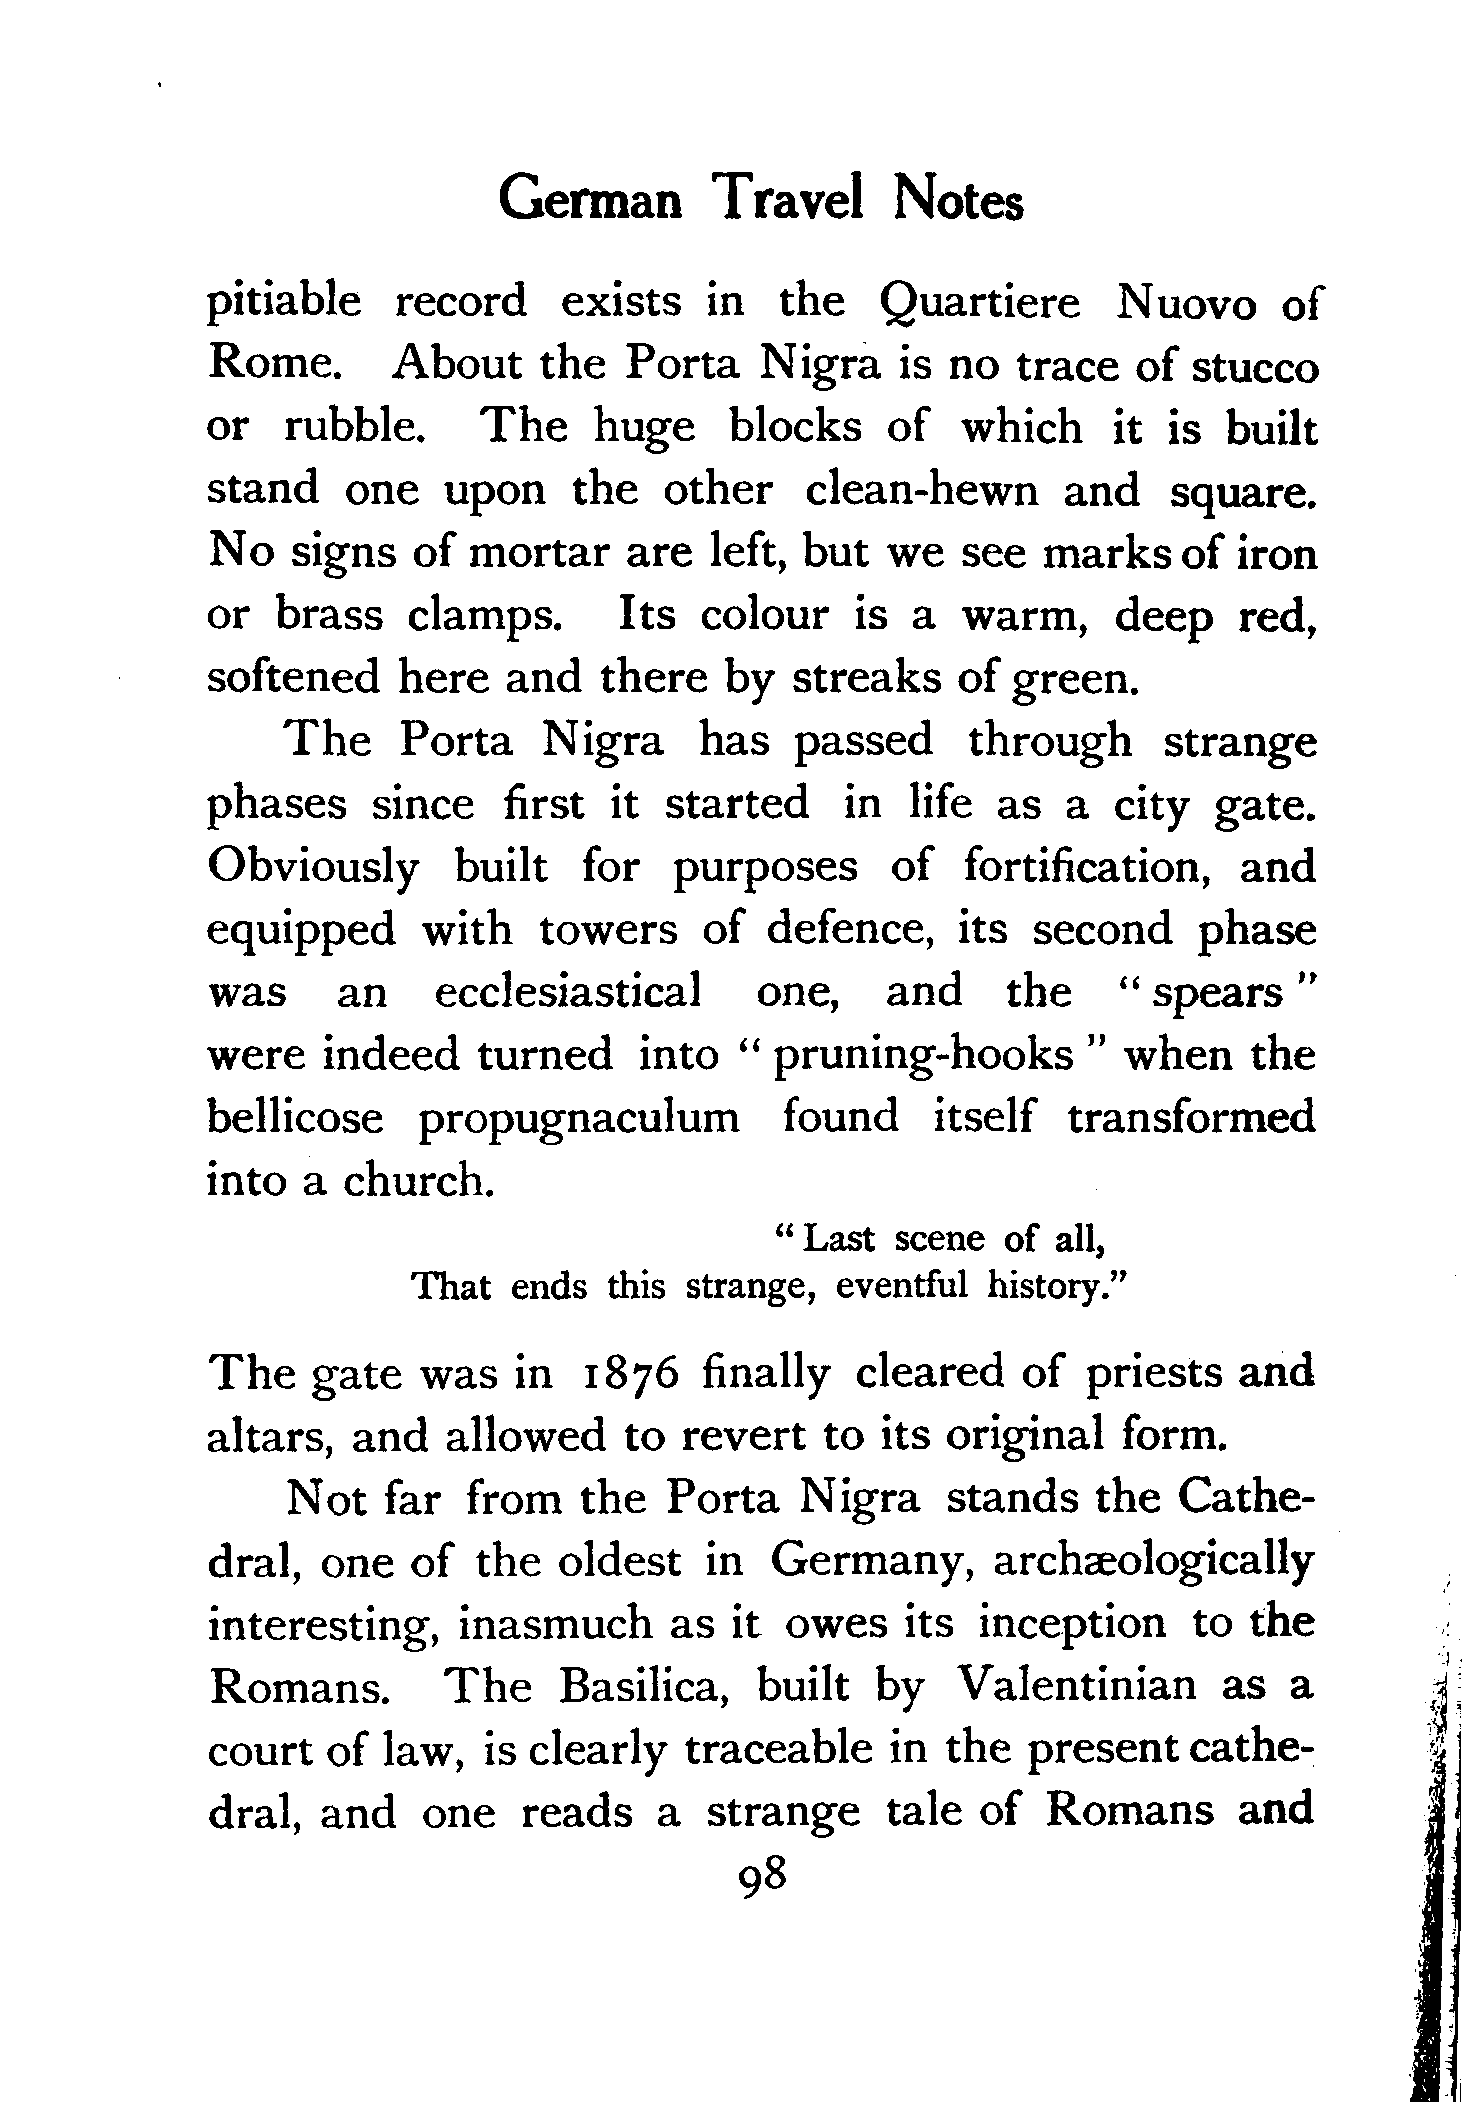 German Travel Notes
pitiable record exists in the Quartiere Nuovo of
Rome. About the Porta Nigra is no trace of stucco
or rubble. The huge blocks of which it is built
stand one upon the other clean-hewn and square.
No signs of mortar are left, but we see marks of iron
or brass clamps. Its colour is a warm, deep red,
softened here and there by streaks of green.
The Porta Nigra has passed through strange
phases since first it started in life as a city gate.
Obviously built for purposes of fortification, and
equipped with towers of defence, its second phase
was an ecclesiastical one, and the " spears "
were indeed turned into " pruning-hooks " when the
bellicose propugnaculum found itself transformed
into a church.
" Last scene of all,
That ends this strange, eventful history."
The gate was in 1876 finally cleared of priests and
altars, and allowed to revert to its original form.
Not far from the Porta Nigra stands the Cathe-
dral, one of the oldest in Germany, archæologically
interesting, inasmuch as it owes its inception to the
Romans. The Basilica, built by Valentinian as a
court of law, is clearly traceable in the present cathe-
dral, and one reads a strange tale of Romans and
98